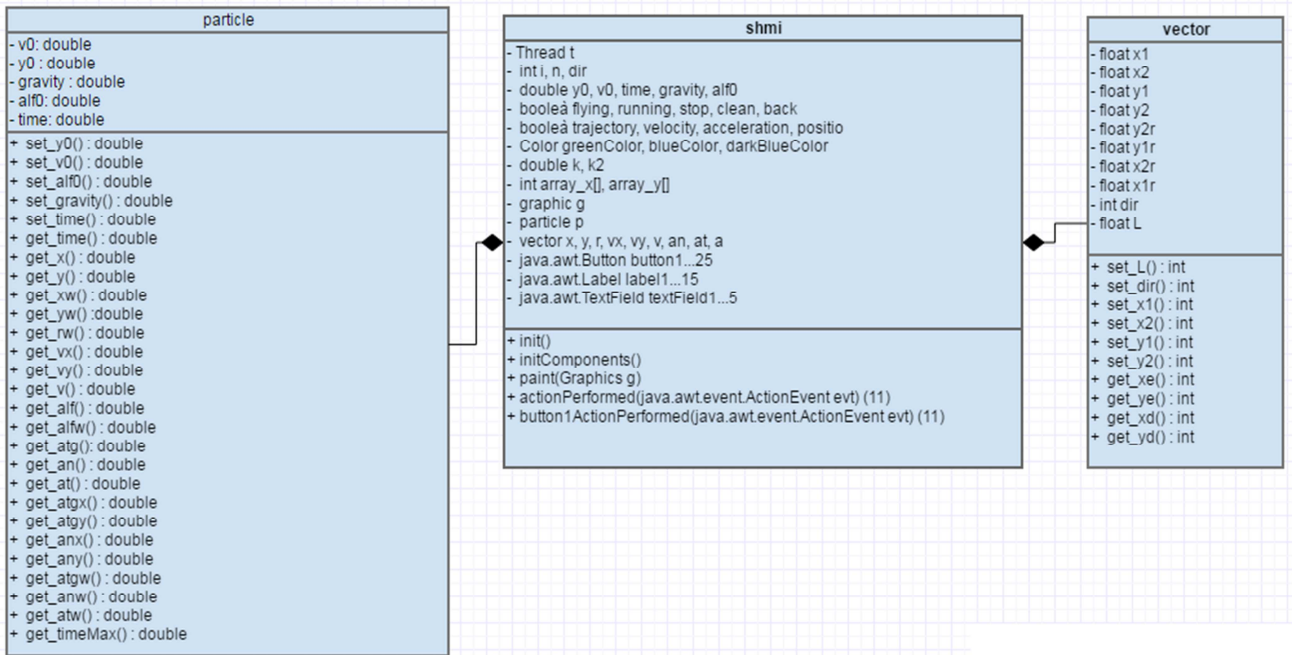 particle
- v0: double
- y0 : double
- gravity : double
- alf0: double
- time: double
+ set_y0() : double
+ set_v0() : double
+ set_alf0() : double
+ set_gravity() : double
+ set_time() : double
+ get_time() : double
+ get_x() : double
+ get_y() : double
+ get_xw() : double
+ get_yw() :double
+ get_rw() : double
+ get_vx() : double
+ get_vy() : double
+ get_v() : double
+ get_alf() : double
+ get_alfw() : double
+ get_atg(): double
+ get_an() : double
+ get_at() : double
+ get_atgx() : double
+ get_atgy() : double
+ get_anx() : double
+ get_any() : double
+ get_atgw() : double
+ get_anw() : double
+ get_atw() : double
+ get_timeMax() : double
shmi
- Thread t
- int i, n, dir
- double y0, v0, time, gravity, alf0
- booleà flying, running, stop, clean, back
- booleà trajectory, velocity, acceleration, positio
- Color greenColor, blueColor, darkBlueColor
- double k, k2
- int array_x[], array_y[]
- graphic g
- particle p
- vector x, y, r, vx, vy, v, an, at, a
- java.awt.Button button1...25
- java.awt.Label label1...15
- java.awt.TextField textField1...5
+ init()
+ initComponents()
+ paint(Graphics g)
+ actionPerformed(java.awt.event.ActionEvent evt) (11)
+ button1ActionPerformed(java.awt.event.ActionEvent evt) (11)
vector
- float x1
- float x2
- float y1
- float y2
- float y2r
- float y1r
- float x2r
- float x1r
- int dir
- float L
+ set_L() : int
+ set_dir() : int
+ set_x1() : int
+ set_x2() : int
+ set_y1() : int
+ set_y2() : int
+ get_xe() : int
+ get_ye() : int
+ get_xd() : int
+ get_yd() : int